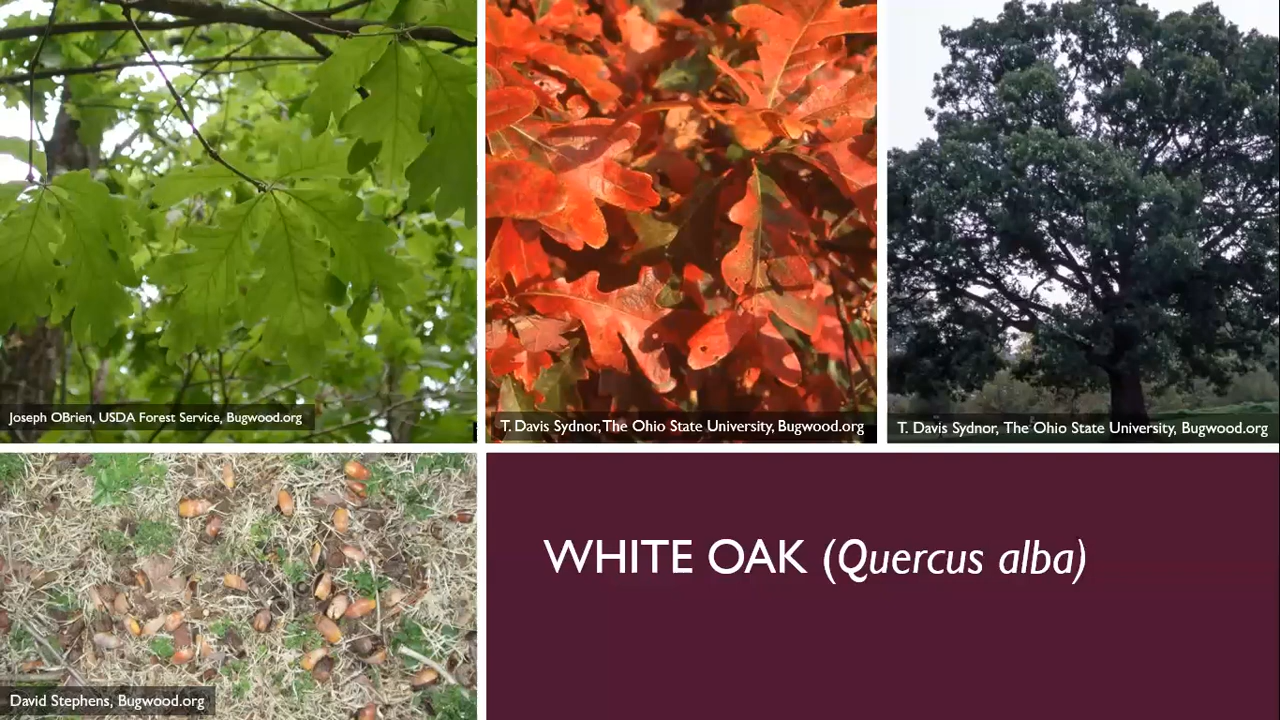 Joseph OBrien, USDA Forest Service, Bugwood.org
T. Davis Sydnor, The Ohio State University, Bugwood.org
T. Davis Sydnor, The Ohio State University, Bugwood.org
WHITE OAK (Quercus alba)
David Stephens, Bugwood.org